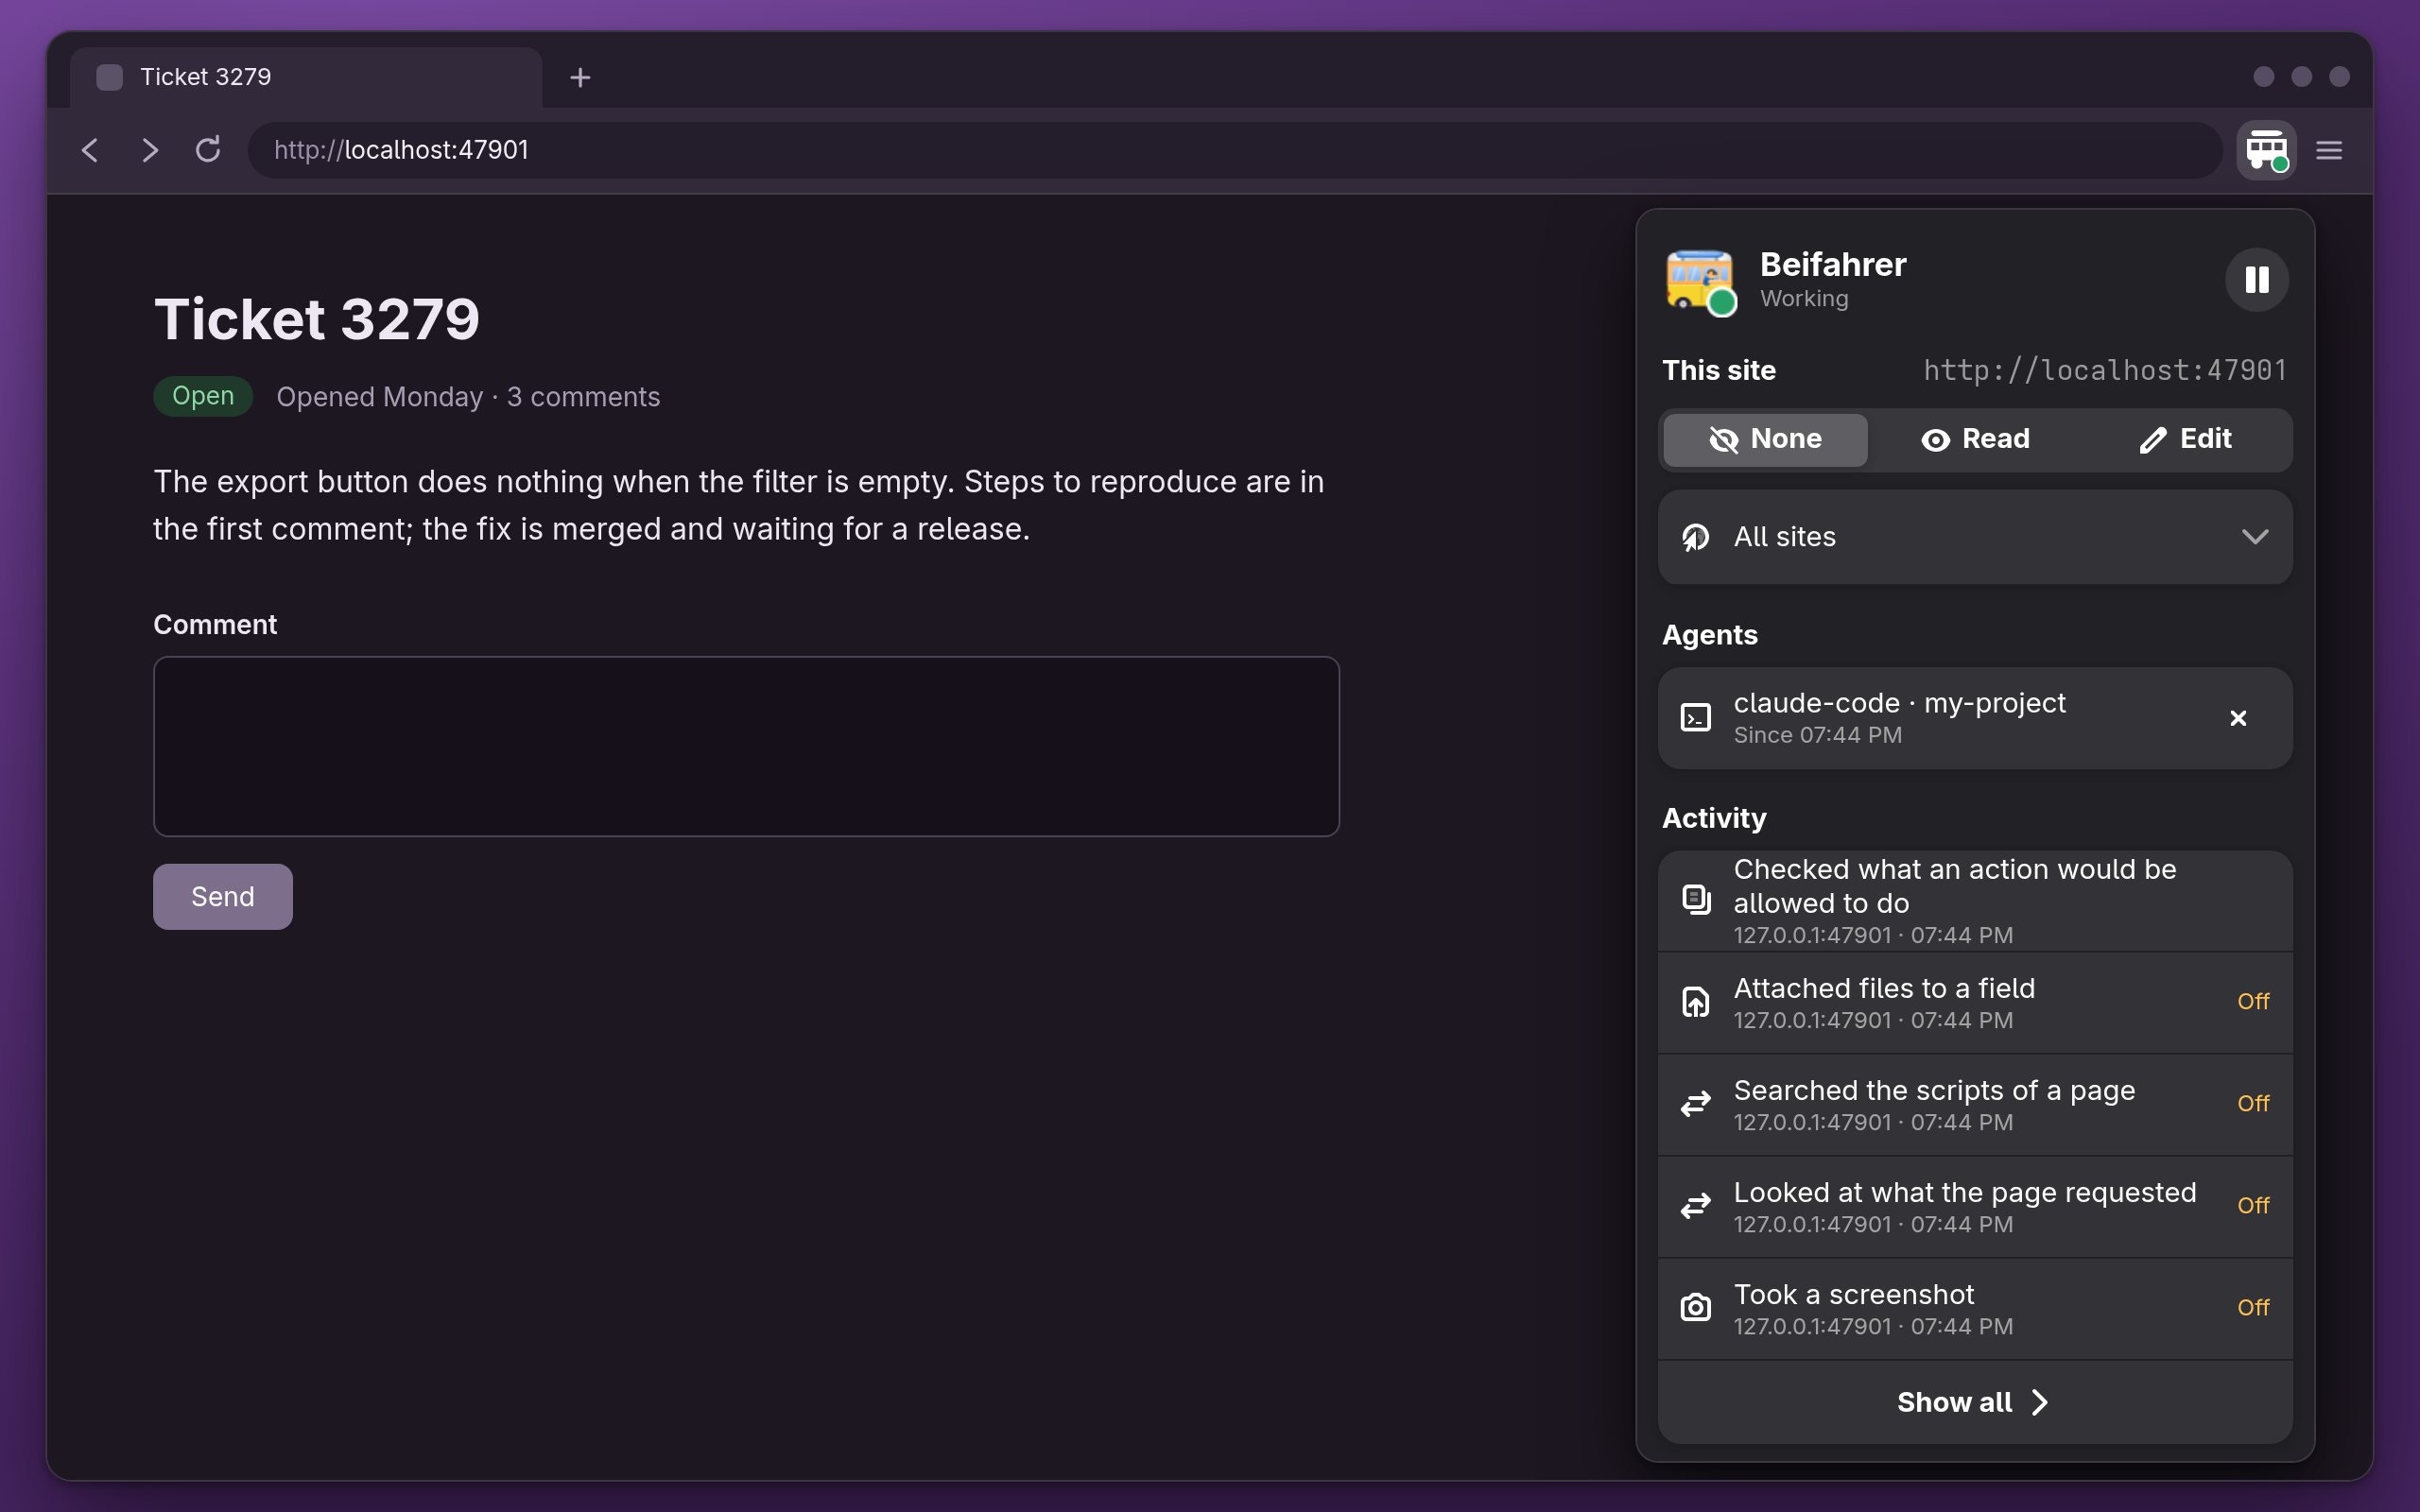 Ticket 3279
http://localhost:47901
Ticket 3279
Open
Opened Monday · 3 comments
The export button does nothing when the filter is empty. Steps to reproduce are in
the first comment; the fix is merged and waiting for a release.
Comment
Send
Beifahrer
Working
This site
http://localhost:47901
None
Read
Edit
All sites
Agents
claude-code · my-project
Since 07:44 PM
Activity
Checked what an action would be
allowed to do
127.0.0.1:47901 · 07:44 PM
Attached files to a field
127.0.0.1:47901 · 07:44 PM
Off
Searched the scripts of a page
127.0.0.1:47901 · 07:44 PM
Off
Looked at what the page requested
127.0.0.1:47901 · 07:44 PM
Off
Took a screenshot
127.0.0.1:47901 · 07:44 PM
Off
Show all